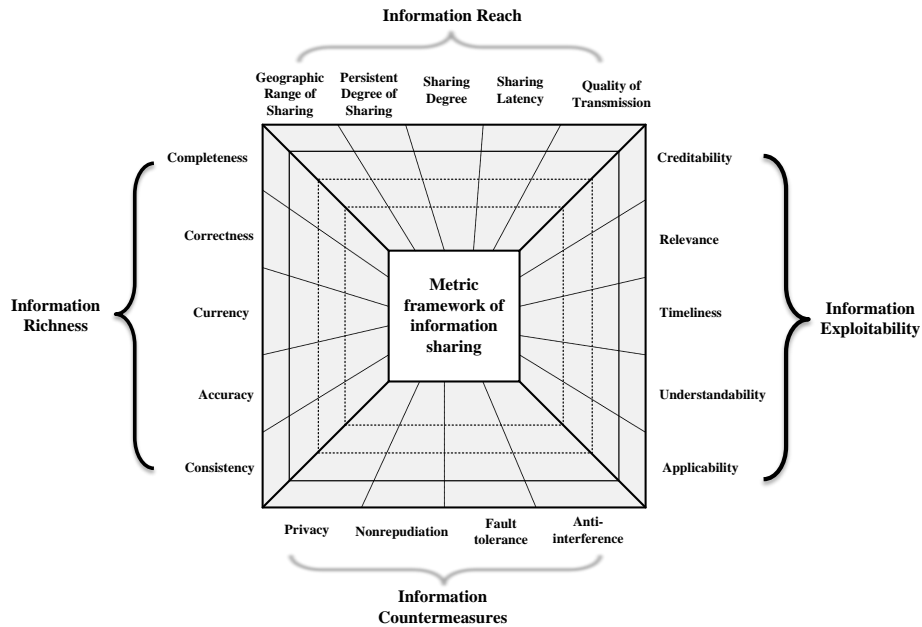 Information Reach
Geographic
Range of
Sharing
Persistent
Degree of
Sharing
Sharing
Degree
Sharing
Latency
Quality of
Transmission
Information
Richness
Completeness
Correctness
Currency
Accuracy
Consistency
Metric
framework of
information
sharing
Creditability
Relevance
Timeliness
Understandability
Applicability
Information
Exploitability
Privacy
Nonrepudiation
Fault
tolerance
Anti-
interference
Information
Countermeasures